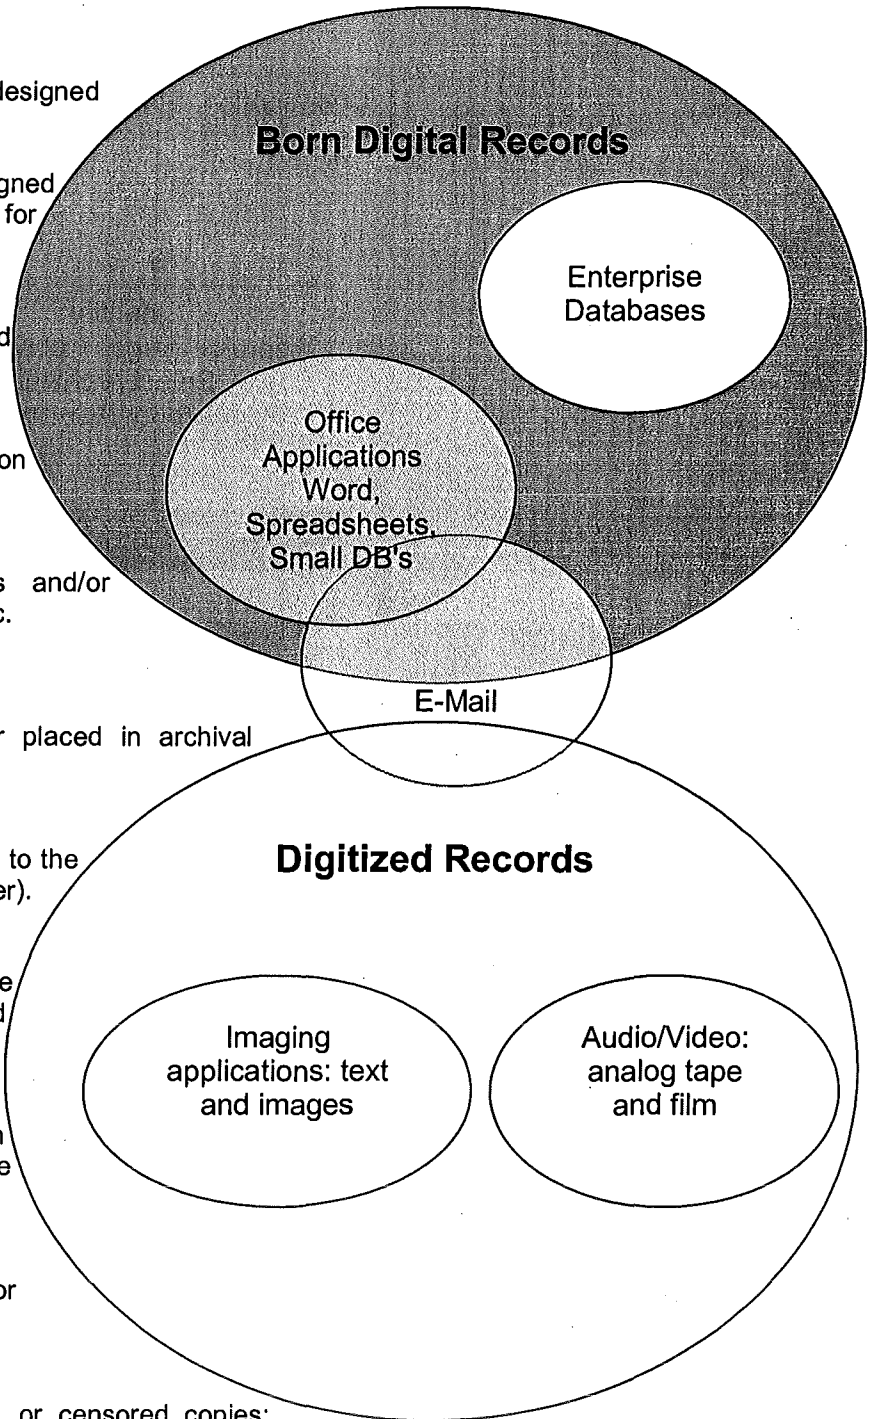 designed
gned
for
d
on
s and/or
c.
r placed in archival
to the
er).
e
d
n
e
or
or censored copies;
Born Digital Records
Enterprise
Databases
Office
Applications
Word,
Spreadsheets,
Small DB's
E-Mail
Digitized Records
Imaging
applications: text
and images
Audio/Video:
analog tape
and film